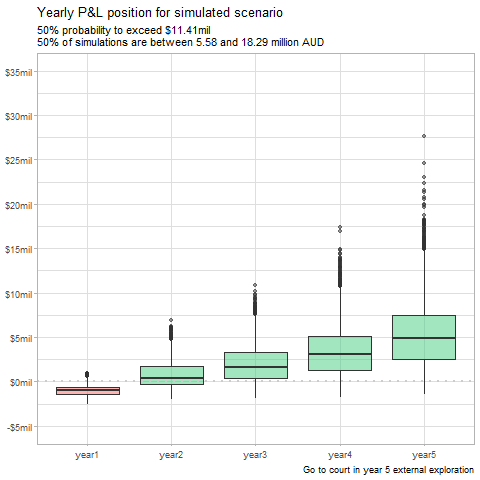 Yearly P&L position for simulated scenario
50% probability to exceed $11.41mil
50% of simulations are between 5.58 and 18.29 million AUD
$35mil
$30mil
$25mil
$20mil
$15mil
$10mil
$5mil
$0mil
-$5mil
year1 year2 year3 year4 year5
Go to court in year 5 external exploration